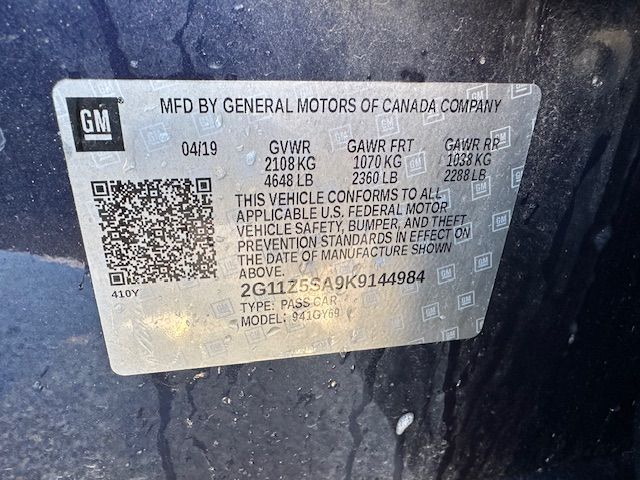 GM
MFD BY GENERAL MOTORS OF CANADA COMPANY
04/19 GVWR GAWR FRT GAWR RR
2108 KG 1070 KG 1038 KG
4648 LB 2360 LB 2288 LB
THIS VEHICLE CONFORMS TO ALL
APPLICABLE U.S. FEDERAL MOTOR
VEHICLE SAFETY, BUMPER, AND THEFT
PREVENTION STANDARDS IN EFFECT ON
THE DATE OF MANUFACTURE SHOWN
ABOVE.
410Y
2G11Z5SA9K9144984
TYPE: PASS CAR
MODEL: 941GY69